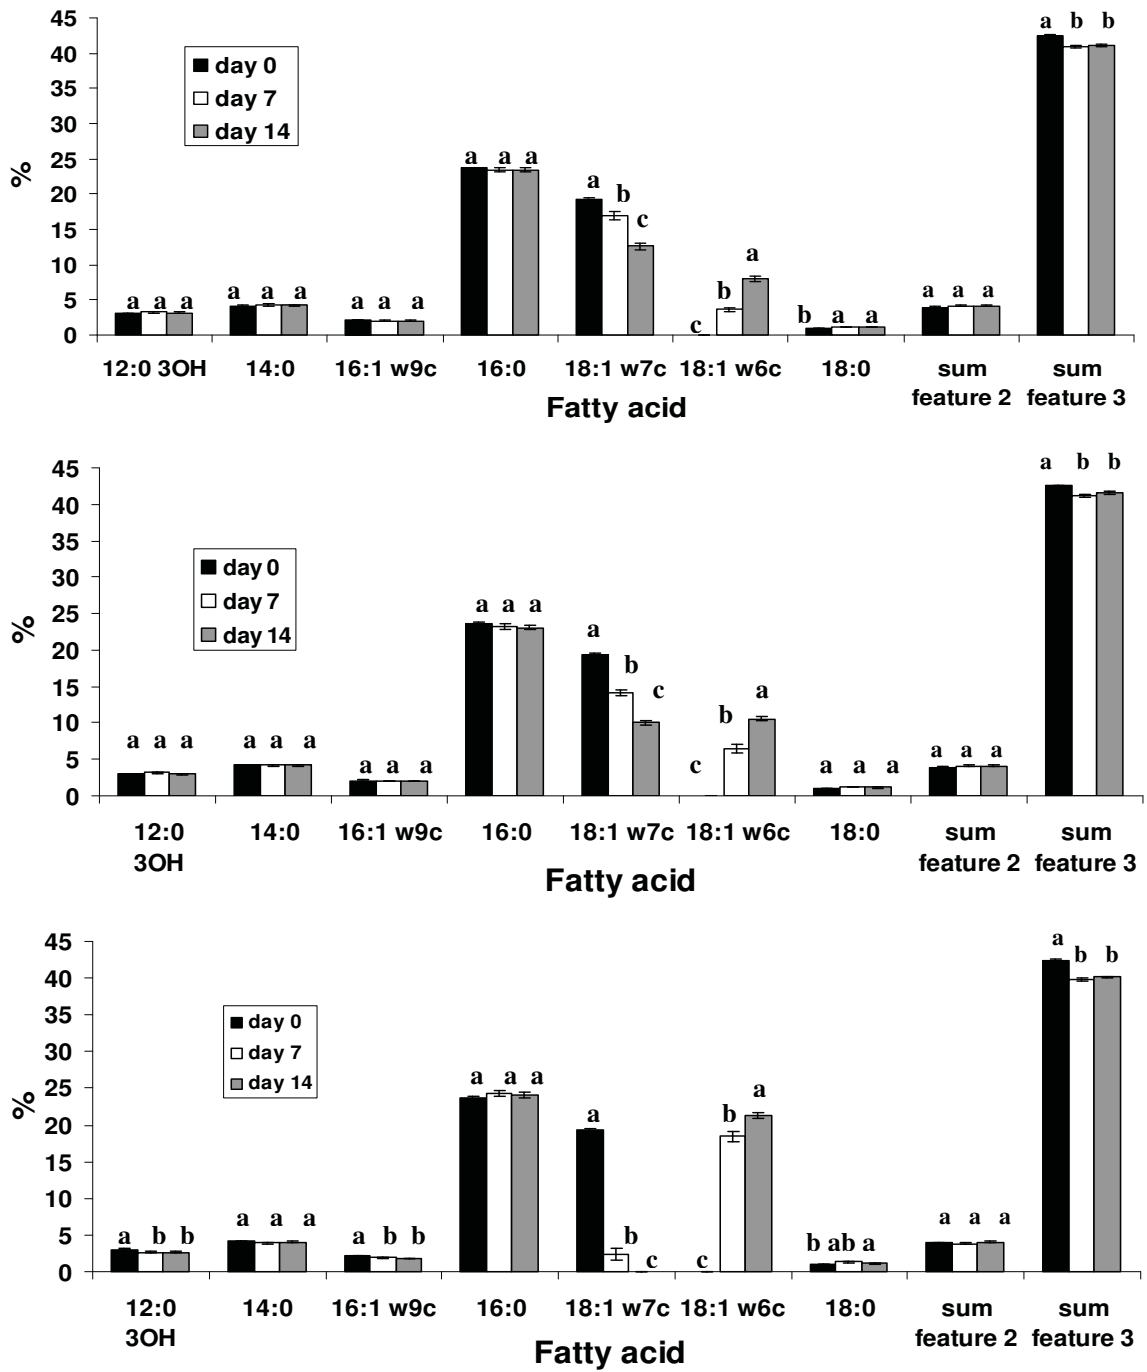 45
40
35
30
25
20
15
10
5
0
%
day 0
day 7
day 14
a a a
a a a
a a a
a a a
a b c
c b a
b a a
a a a
a b b
12:0 3OH 14:0 16:1 w9c 16:0 18:1 w7c 18:1 w6c 18:0 sum sum
feature 2 feature 3
Fatty acid
45
40
35
30
25
20
15
10
5
0
%
day 0
day 7
day 14
a a a
a a a
a a a
a a a
a b c
c b a
a a a
a a a
a b b
12:0 14:0 16:1 w9c 16:0 18:1 w7c 18:1 w6c 18:0 sum sum
3OH feature 2 feature 3
Fatty acid
45
40
35
30
25
20
15
10
5
0
%
day 0
day 7
day 14
a b b
a a a
a b b
a a a
a b c
c b a
b ab a
a a a
a b b
12:0 14:0 16:1 w9c 16:0 18:1 w7c 18:1 w6c 18:0 sum sum
3OH feature 2 feature 3
Fatty acid